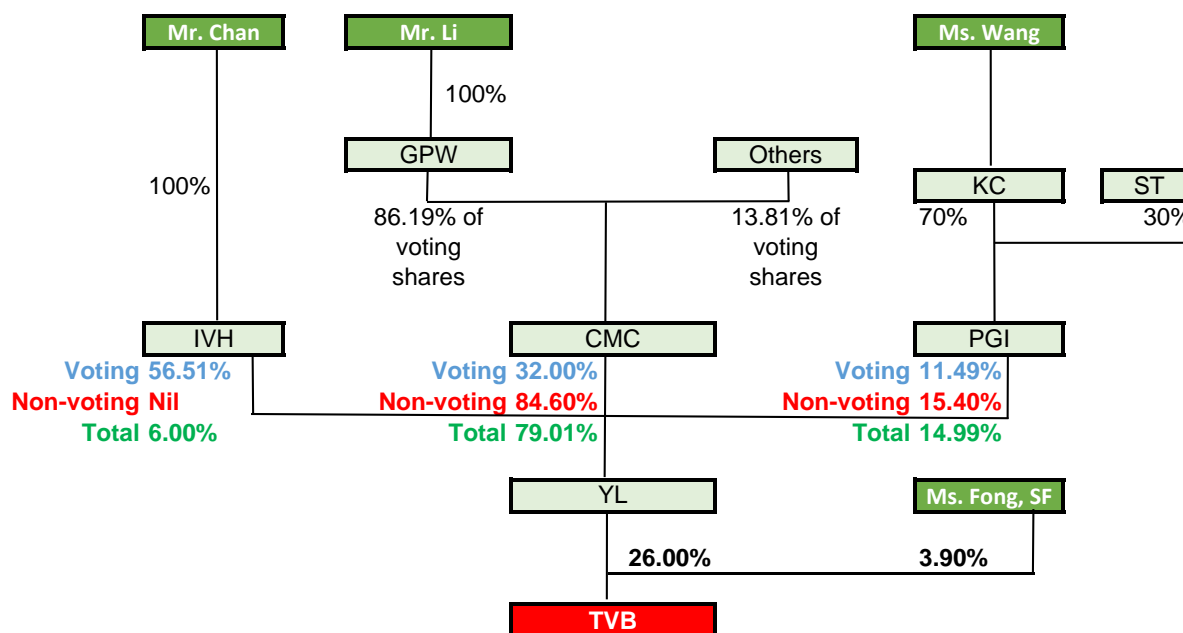 Mr. Chan
Mr. Li
Ms. Wang
100%
GPW
Others
100%
KC
ST
86.19% of
voting
shares
13.81% of
voting
shares
70%
30%
IVH
CMC
PGI
Voting 56.51%
Voting 32.00%
Voting 11.49%
Non-voting Nil
Non-voting 84.60%
Non-voting 15.40%
Total 6.00%
Total 79.01%
Total 14.99%
YL
Ms. Fong, SF
26.00%
3.90%
TVB